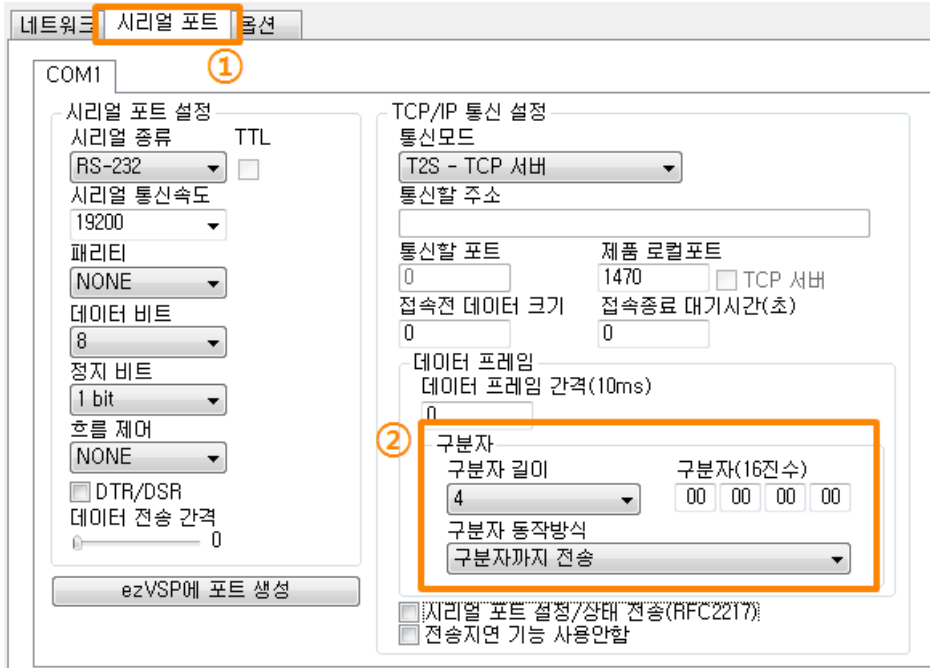 네트워크 시리얼 포트 옵션
①
COM1
시리얼 포트 설정
시리얼 종류 TTL
RS-232
시리얼 통신속도
19200
패리티
NONE
데이터 비트
8
정지 비트
1 bit
흐름 제어
NONE
DTR/DSR
데이터 전송 간격
0
ezVSP에 포트 생성
TCP/IP 통신 설정
통신모드
T2S - TCP 서버
통신할 주소
통신할 포트 제품 로컬포트
0 1470 TCP 서버
접속전 데이터 크기 접속종료 대기시간(초)
0 0
데이터 프레임
데이터 프레임 간격(10ms)
0
②
구분자
구분자 길이 구분자(16진수)
4 00 00 00 00
구분자 동작방식
구분자까지 전송
시리얼 포트 설정/상태 전송(RFC2217)
전송지연 기능 사용안함